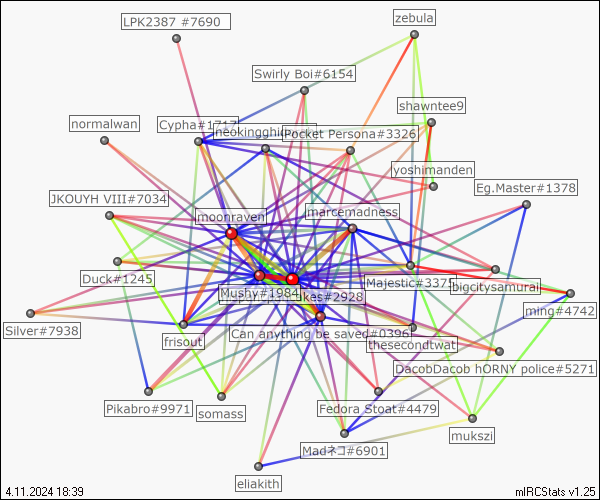 LPK2387 #7690
zebula
Swirly Boi#6154
shawntee9
normalwan
Cypha#1717
neokingghid
Pocket Persona#3326
yoshimanden
Eg.Master#1378
JKOUYH VIII#7034
moonraven
marcemadness
Duck#1245
Mushy#1984
ukes#2928
Majestic#3371
bigcitysamurai
ming#4742
Silver#7938
frisout
Can anything be saved#0396
thesecondtwat
DacobDacob hORNY police#5271
Pikabro#9971
somass
Fedora Stoat#4479
mukszi
Madネコ#6901
eliakith
4.11.2024 18:39
mIRCStats v1.25